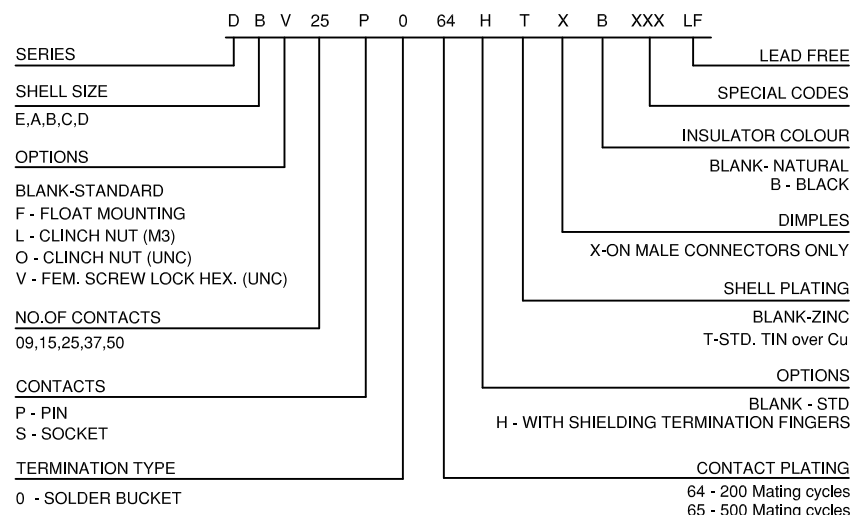 D B V 25 P 0 64 H T X B XXX LF
SERIES
SHELL SIZE
E,A,B,C,D
OPTIONS
BLANK-STANDARD
F - FLOAT MOUNTING
L - CLINCH NUT (M3)
O - CLINCH NUT (UNC)
V - FEM. SCREW LOCK HEX. (UNC)
NO.OF CONTACTS
09,15,25,37,50
CONTACTS
P - PIN
S - SOCKET
TERMINATION TYPE
0 - SOLDER BUCKET
LEAD FREE
SPECIAL CODES
INSULATOR COLOUR
BLANK- NATURAL
B - BLACK
DIMPLES
X-ON MALE CONNECTORS ONLY
SHELL PLATING
BLANK-ZINC
T-STD. TIN over Cu
OPTIONS
BLANK - STD
H - WITH SHIELDING TERMINATION FINGERS
CONTACT PLATING
64 - 200 Mating cycles
65 - 500 Mating cycles